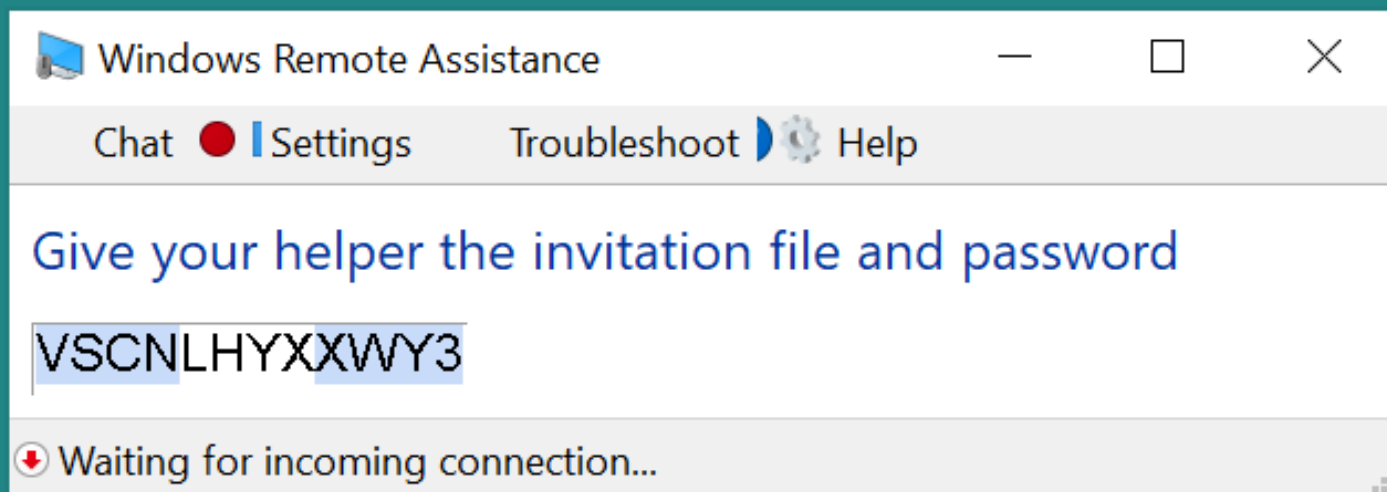 Windows Remote Assistance
Chat Settings Troubleshoot Help
Give your helper the invitation file and password
VSCNLHYXXWY3
Waiting for incoming connection...